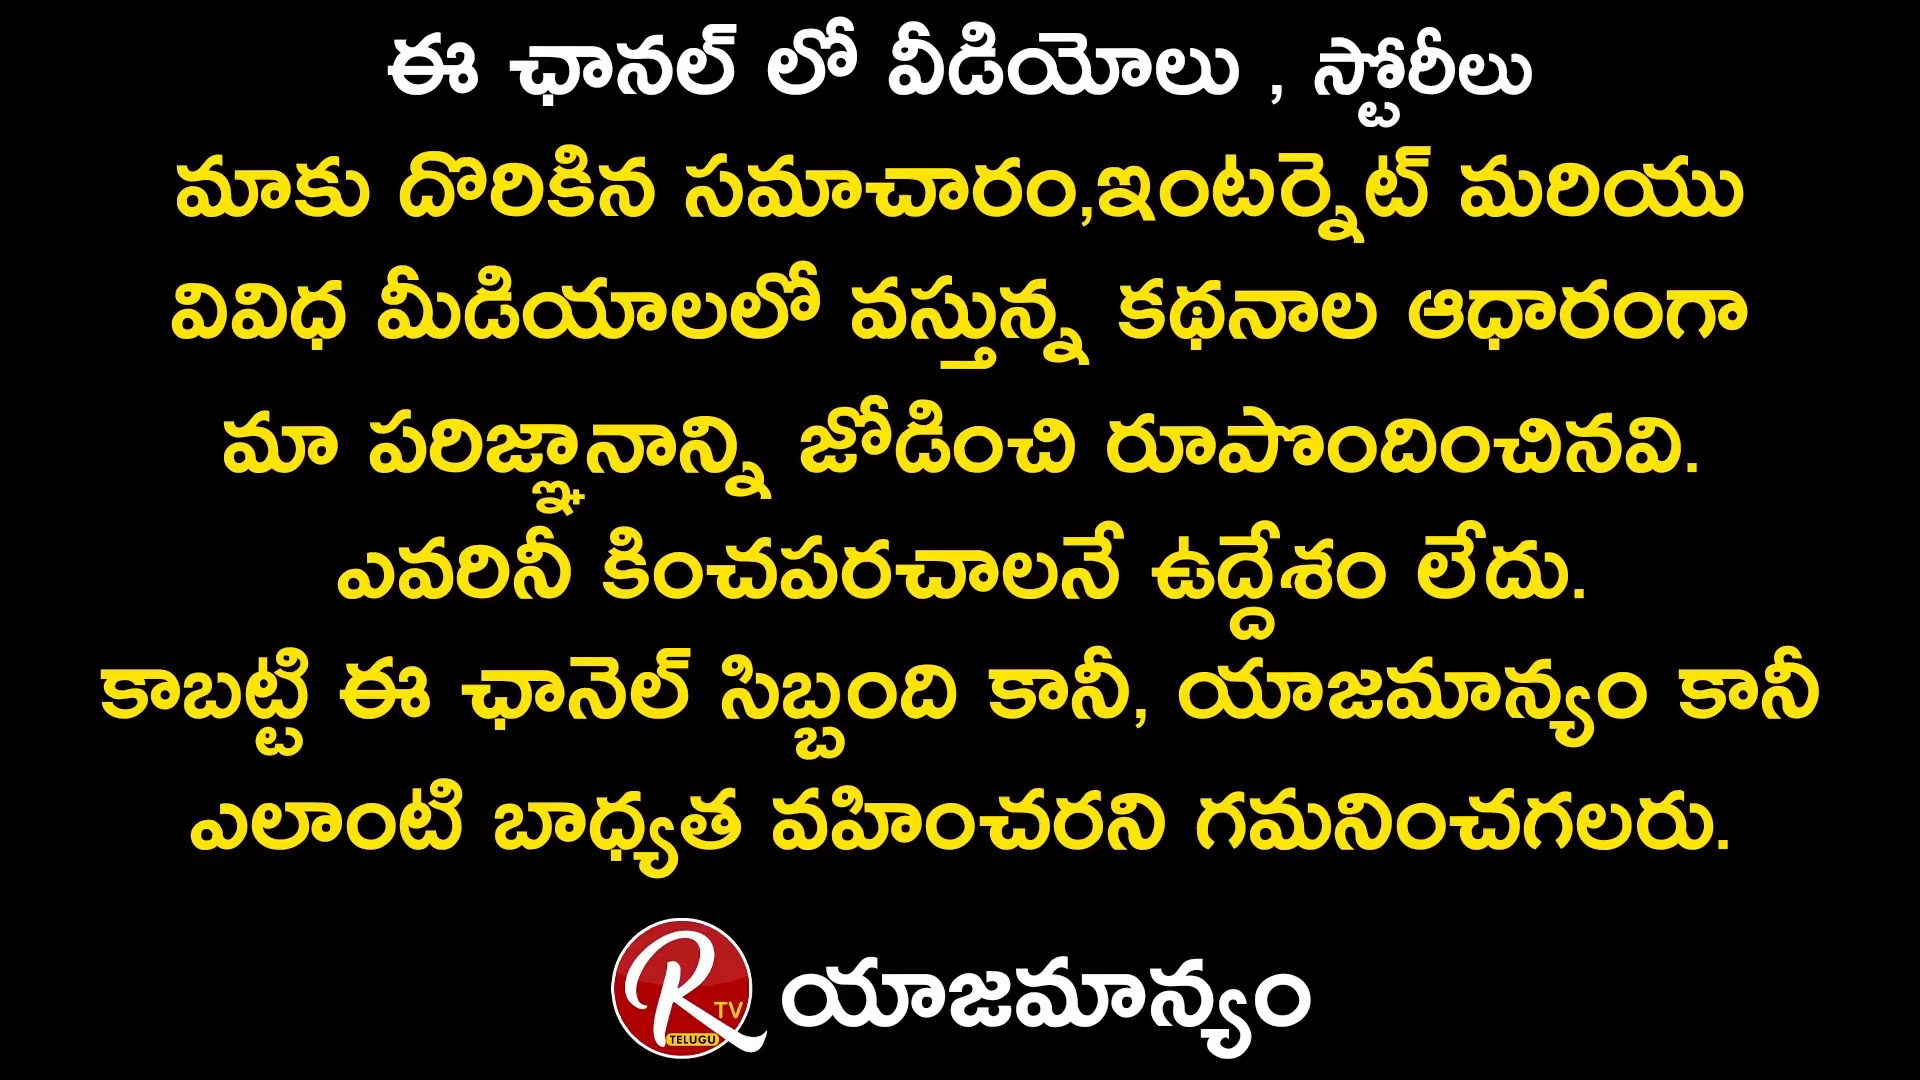 ఈ ఛానల్ లో వీడియోలు , స్టోరీలు
మాకు దొరికిన సమాచారం,ఇంటర్నెట్ మరియు
వివిధ మీడియాలలో వస్తున్న కథనాల ఆధారంగా
మా పరిజ్ఞానాన్ని జోడించి రూపొందించినవి.
ఎవరినీ కించపరచాలనే ఉద్దేశం లేదు.
కాబట్టి ఈ ఛానెల్ సిబ్బంది కానీ, యాజమాన్యం కానీ
ఎలాంటి బాధ్యత వహించరని గమనించగలరు.
R TV TELUGU యాజమాన్యం